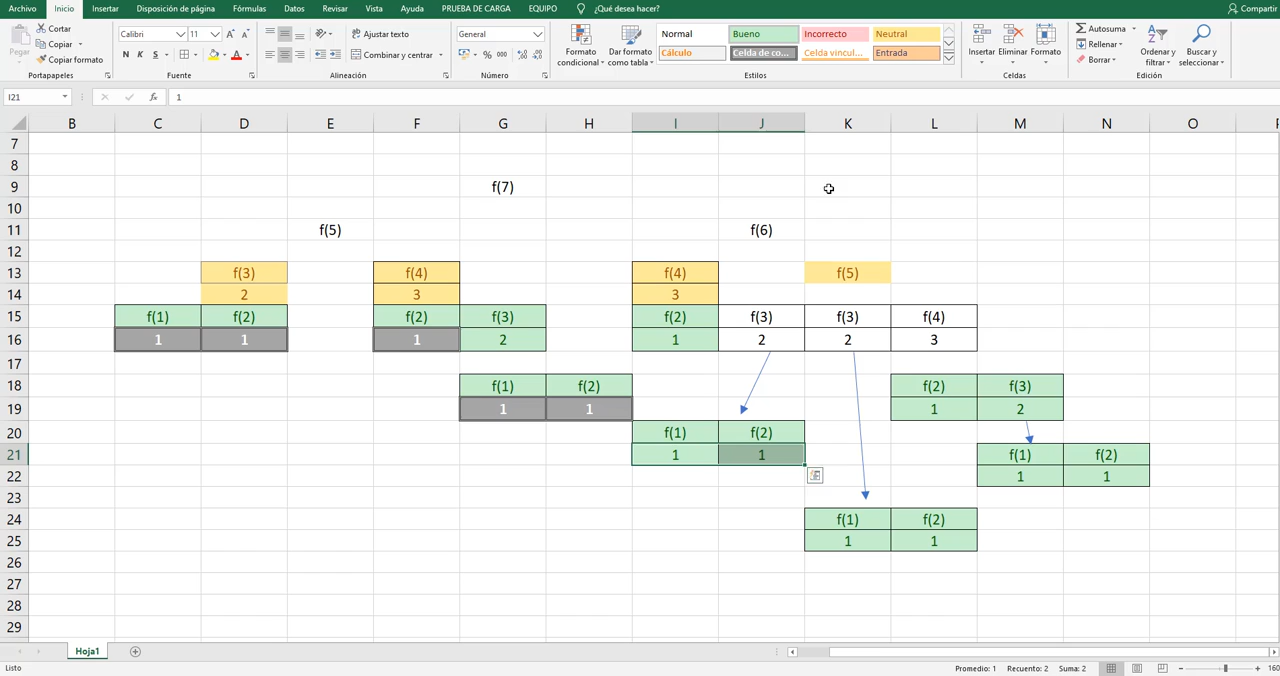 Archivo Inicio Insertar Disposición de página Fórmulas Datos Revisar Vista Ayuda PRUEBA DE CARGA EQUIPO ¿Qué desea hacer? Compartir
Pegar
Cortar
Copiar
Copiar formato
Portapapeles
Calibri 11 A A
N K S A
Fuente
Ajustar texto
Combinar y centrar
Alineación
General
% 000
Número
Formato condicional
Dar formato como tabla
Normal Bueno Incorrecto Neutral
Cálculo Celda de co... Celda vincul... Entrada
Estilos
Insertar Eliminar Formato
Celdas
Autosuma
Rellenar
Borrar
Ordenar y filtrar
Buscar y seleccionar
Edición
I21 fx 1
B C D E F G H I J K L M N O P
7
8
9 f(7)
10
11 f(5) f(6)
12
13 f(3) f(4) f(4) f(5)
14 2 3 3
15 f(1) f(2) f(2) f(3) f(2) f(3) f(3) f(4)
16 1 1 1 2 1 2 2 3
17
18 f(1) f(2) f(2) f(3)
19 1 1 1 2
20 f(1) f(2)
21 1 1 f(1) f(2)
22 1 1
23
24 f(1) f(2)
25 1 1
26
27
28
29
Hoja1
Listo Promedio: 1 Recuento: 2 Suma: 2 - + 160